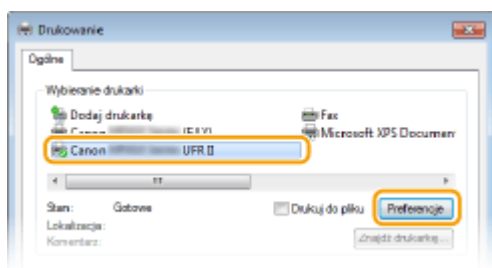 Drukowanie
Ogólne
Wybieranie drukarki
Dodaj drukarkę
Fax
Canon (FAX)
Microsoft XPS Documen
Canon UFR II
Stan: Gotowe
Drukuj do pliku
Preferencje
Lokalizacja:
Komentarz:
Znajdź drukarkę...